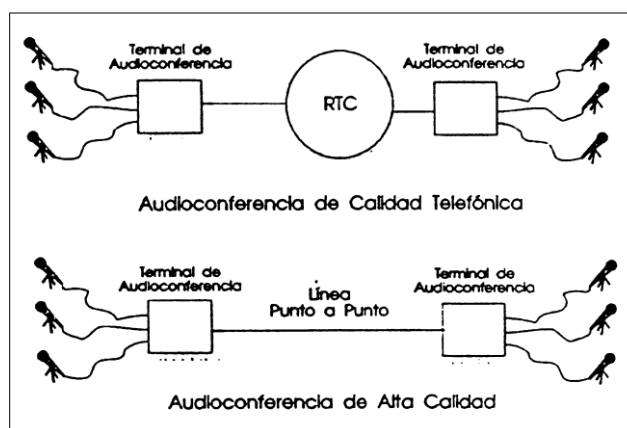 Terminal de
Audioconferencia
RTC
Terminal de
Audioconferencia
Audioconferencia de Calidad Telefónica
Terminal de
Audioconferencia
Línea
Punto a Punto
Terminal de
Audioconferencia
Audioconferencia de Alta Calidad